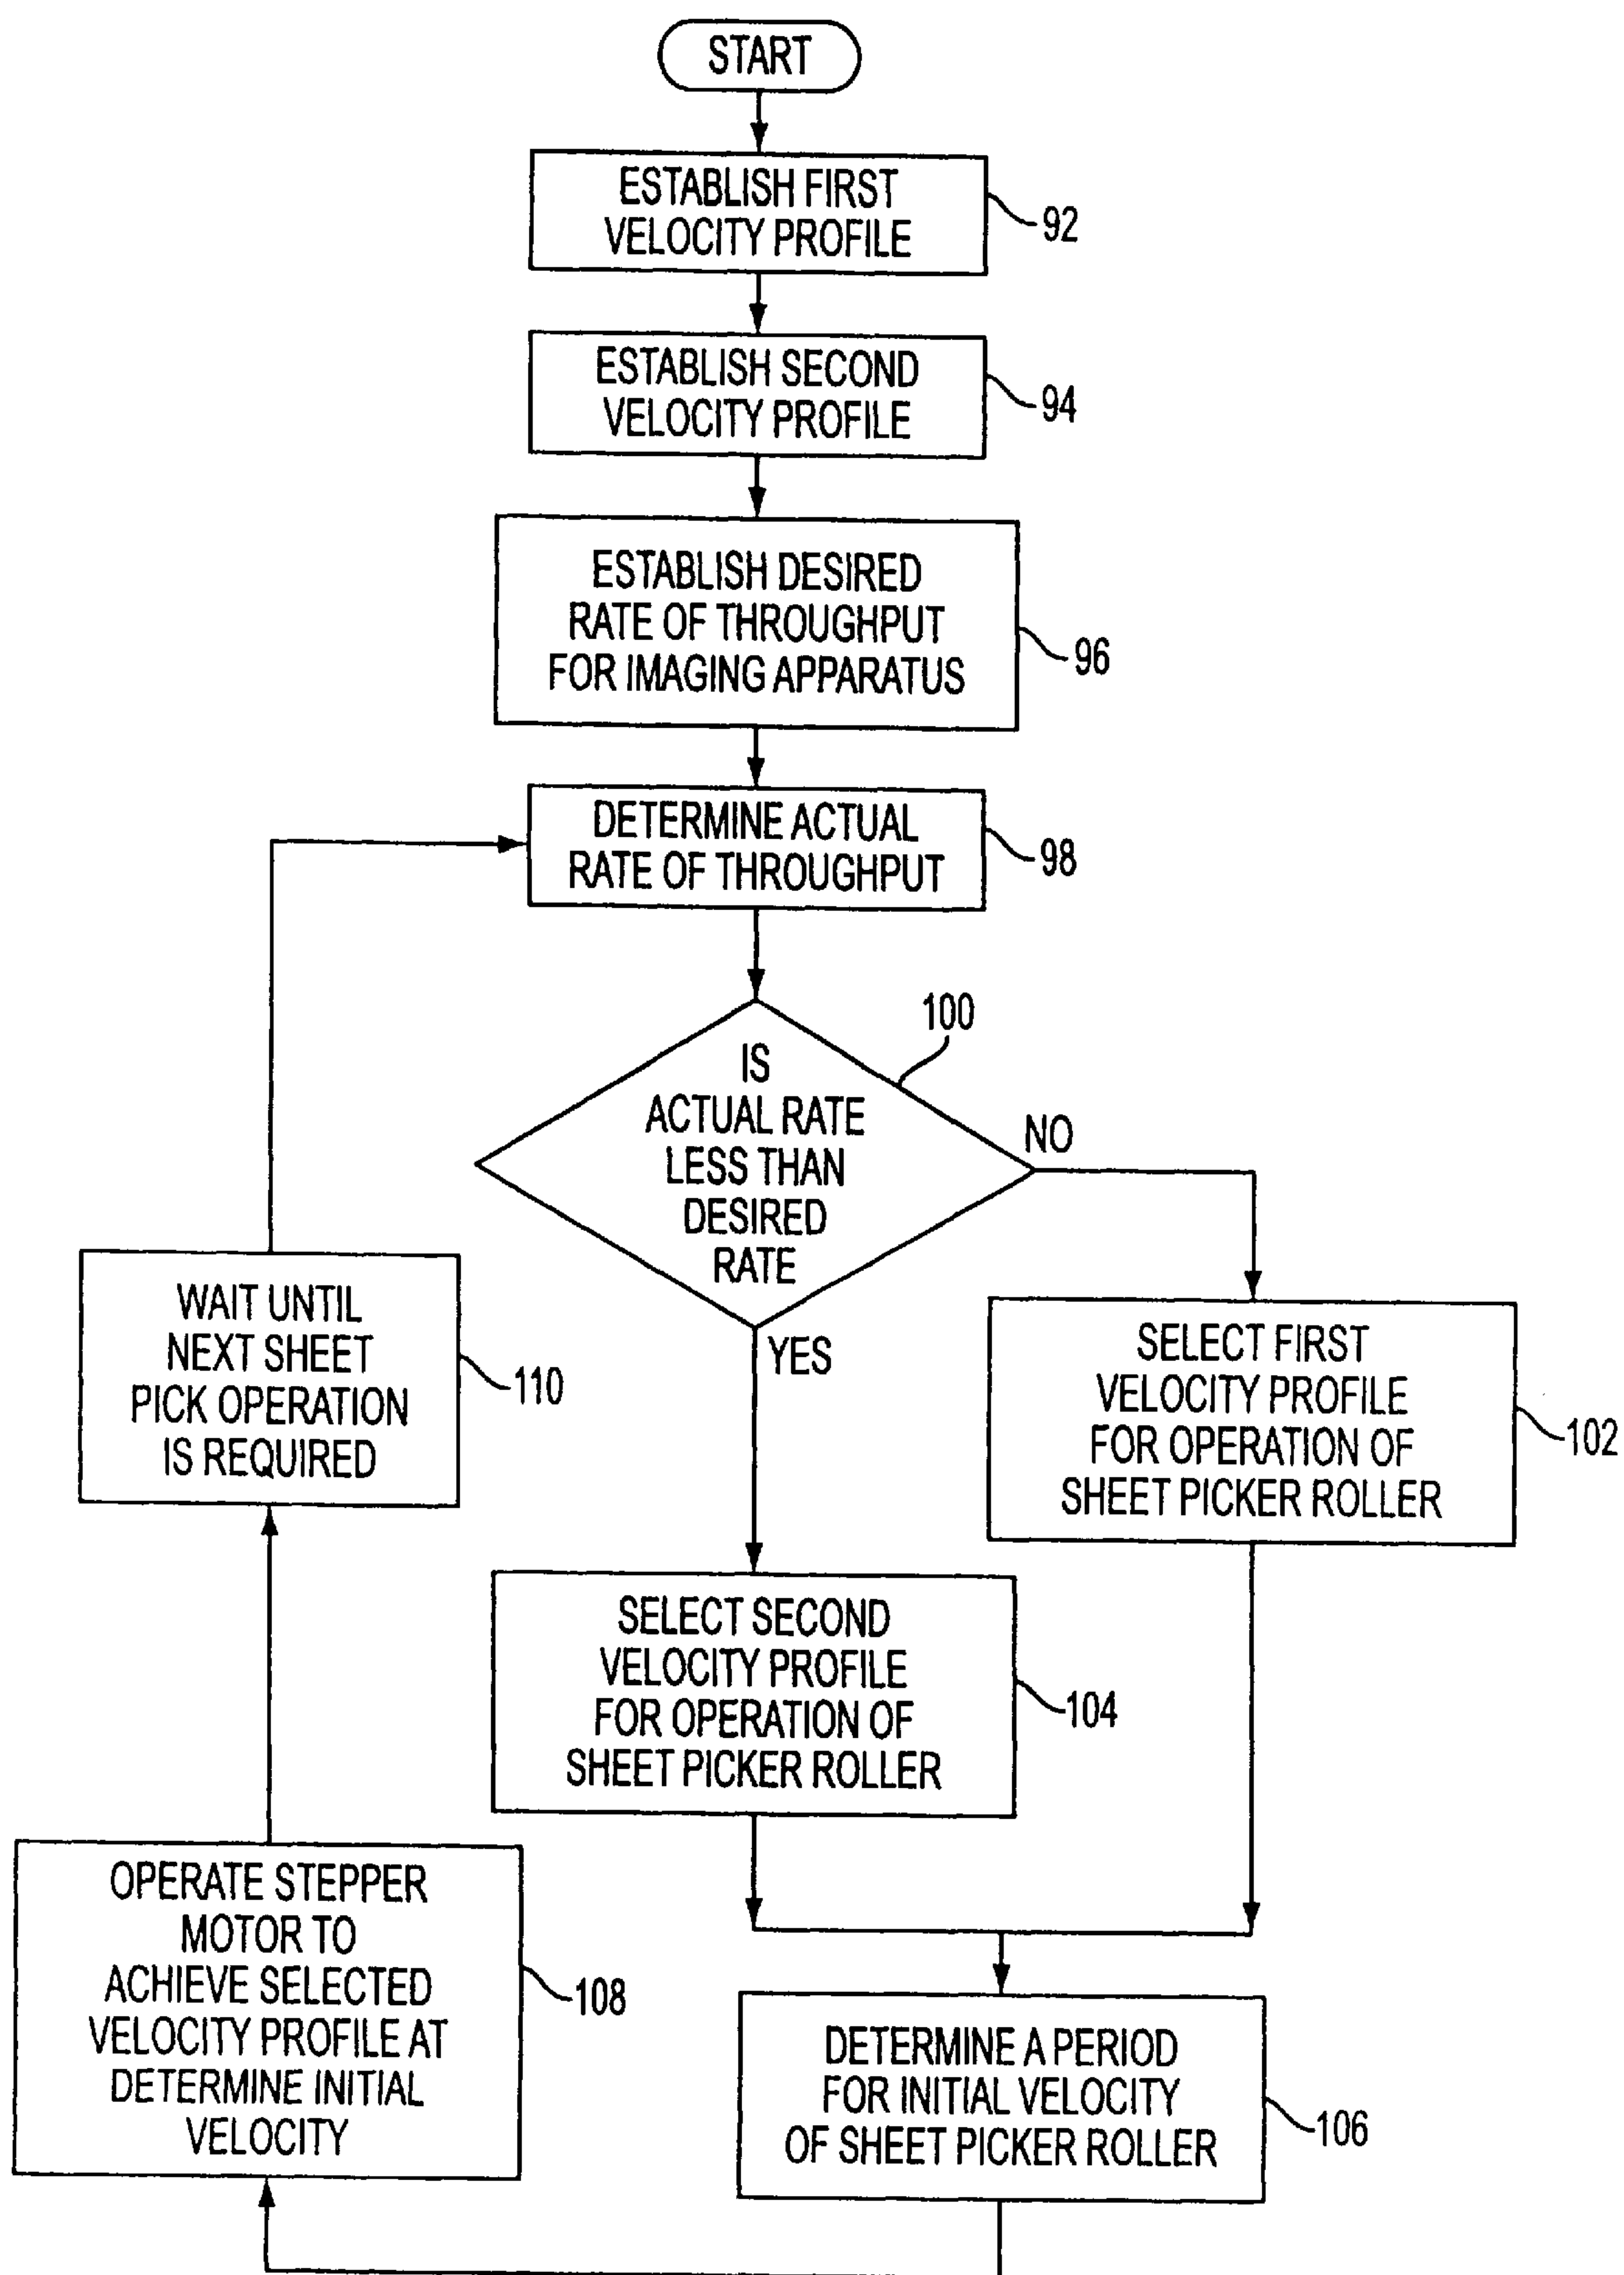 START
ESTABLISH FIRST
VELOCITY PROFILE
92
ESTABLISH SECOND
VELOCITY PROFILE
94
ESTABLISH DESIRED
RATE OF THROUGHPUT
FOR IMAGING APPARATUS
96
DETERMINE ACTUAL
RATE OF THROUGHPUT
98
100
IS
ACTUAL RATE
LESS THAN
DESIRED
RATE
NO
YES
SELECT FIRST
VELOCITY PROFILE
FOR OPERATION OF
SHEET PICKER ROLLER
102
SELECT SECOND
VELOCITY PROFILE
FOR OPERATION OF
SHEET PICKER ROLLER
104
DETERMINE A PERIOD
FOR INITIAL VELOCITY
OF SHEET PICKER ROLLER
106
OPERATE STEPPER
MOTOR TO
ACHIEVE SELECTED
VELOCITY PROFILE AT
DETERMINE INITIAL
VELOCITY
108
WAIT UNTIL
NEXT SHEET
PICK OPERATION
IS REQUIRED
110